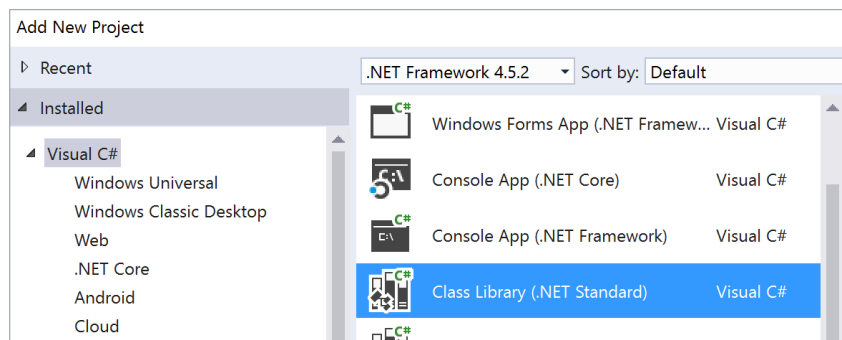 Add New Project
Recent
Installed
Visual C#
Windows Universal
Windows Classic Desktop
Web
.NET Core
Android
Cloud
.NET Framework 4.5.2 Sort by: Default
C#
Windows Forms App (.NET Framew... Visual C#
C:\
Console App (.NET Core) Visual C#
C#
C:\
Console App (.NET Framework) Visual C#
C#
Class Library (.NET Standard) Visual C#
C#